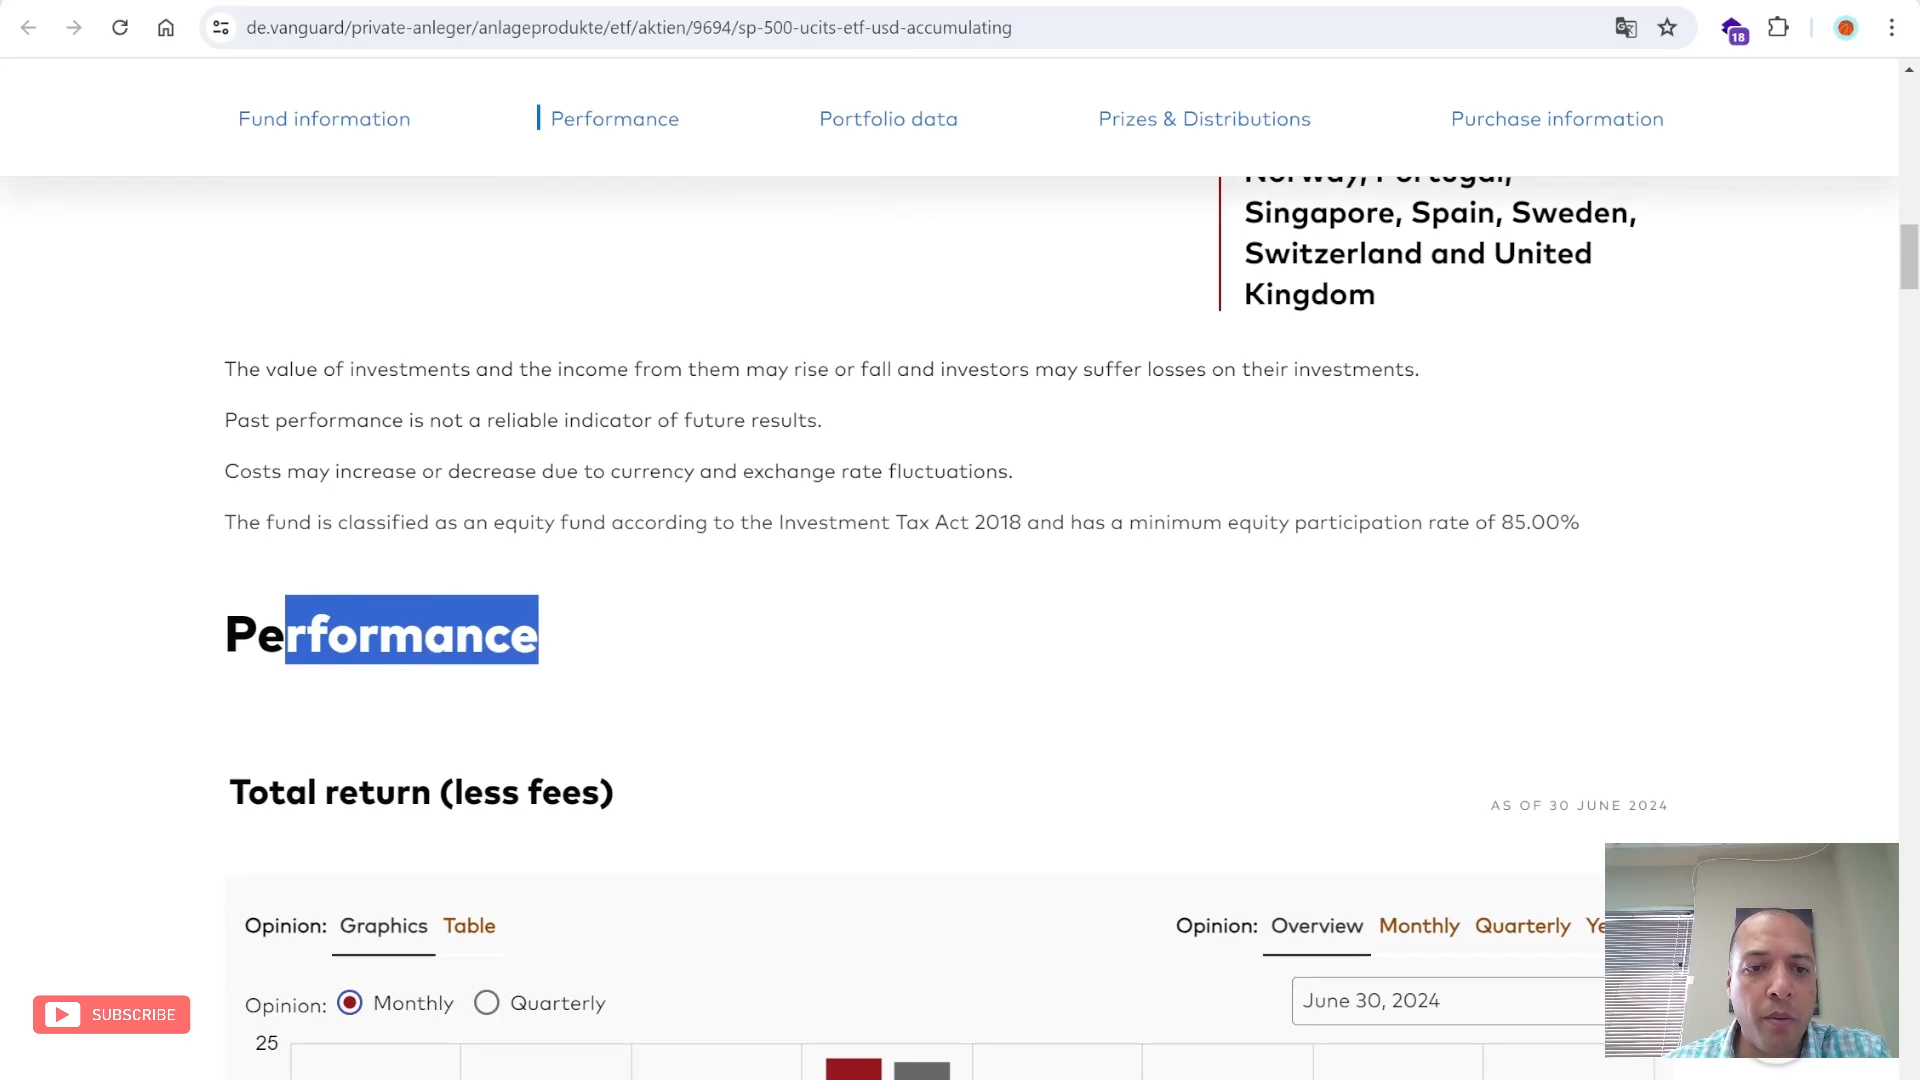 de.vanguard/private-anleger/anlageprodukte/etf/aktien/9694/sp-500-ucits-etf-usd-accumulating
18
Fund information
Performance
Portfolio data
Prizes & Distributions
Purchase information
Norway, Portugal,
Singapore, Spain, Sweden,
Switzerland and United
Kingdom
The value of investments and the income from them may rise or fall and investors may suffer losses on their investments.
Past performance is not a reliable indicator of future results.
Costs may increase or decrease due to currency and exchange rate fluctuations.
The fund is classified as an equity fund according to the Investment Tax Act 2018 and has a minimum equity participation rate of 85.00%
Performance
Total return (less fees)
AS OF 30 JUNE 2024
Opinion: Graphics Table
Opinion: Overview Monthly Quarterly Ye
Opinion: Monthly Quarterly
June 30, 2024
SUBSCRIBE
25